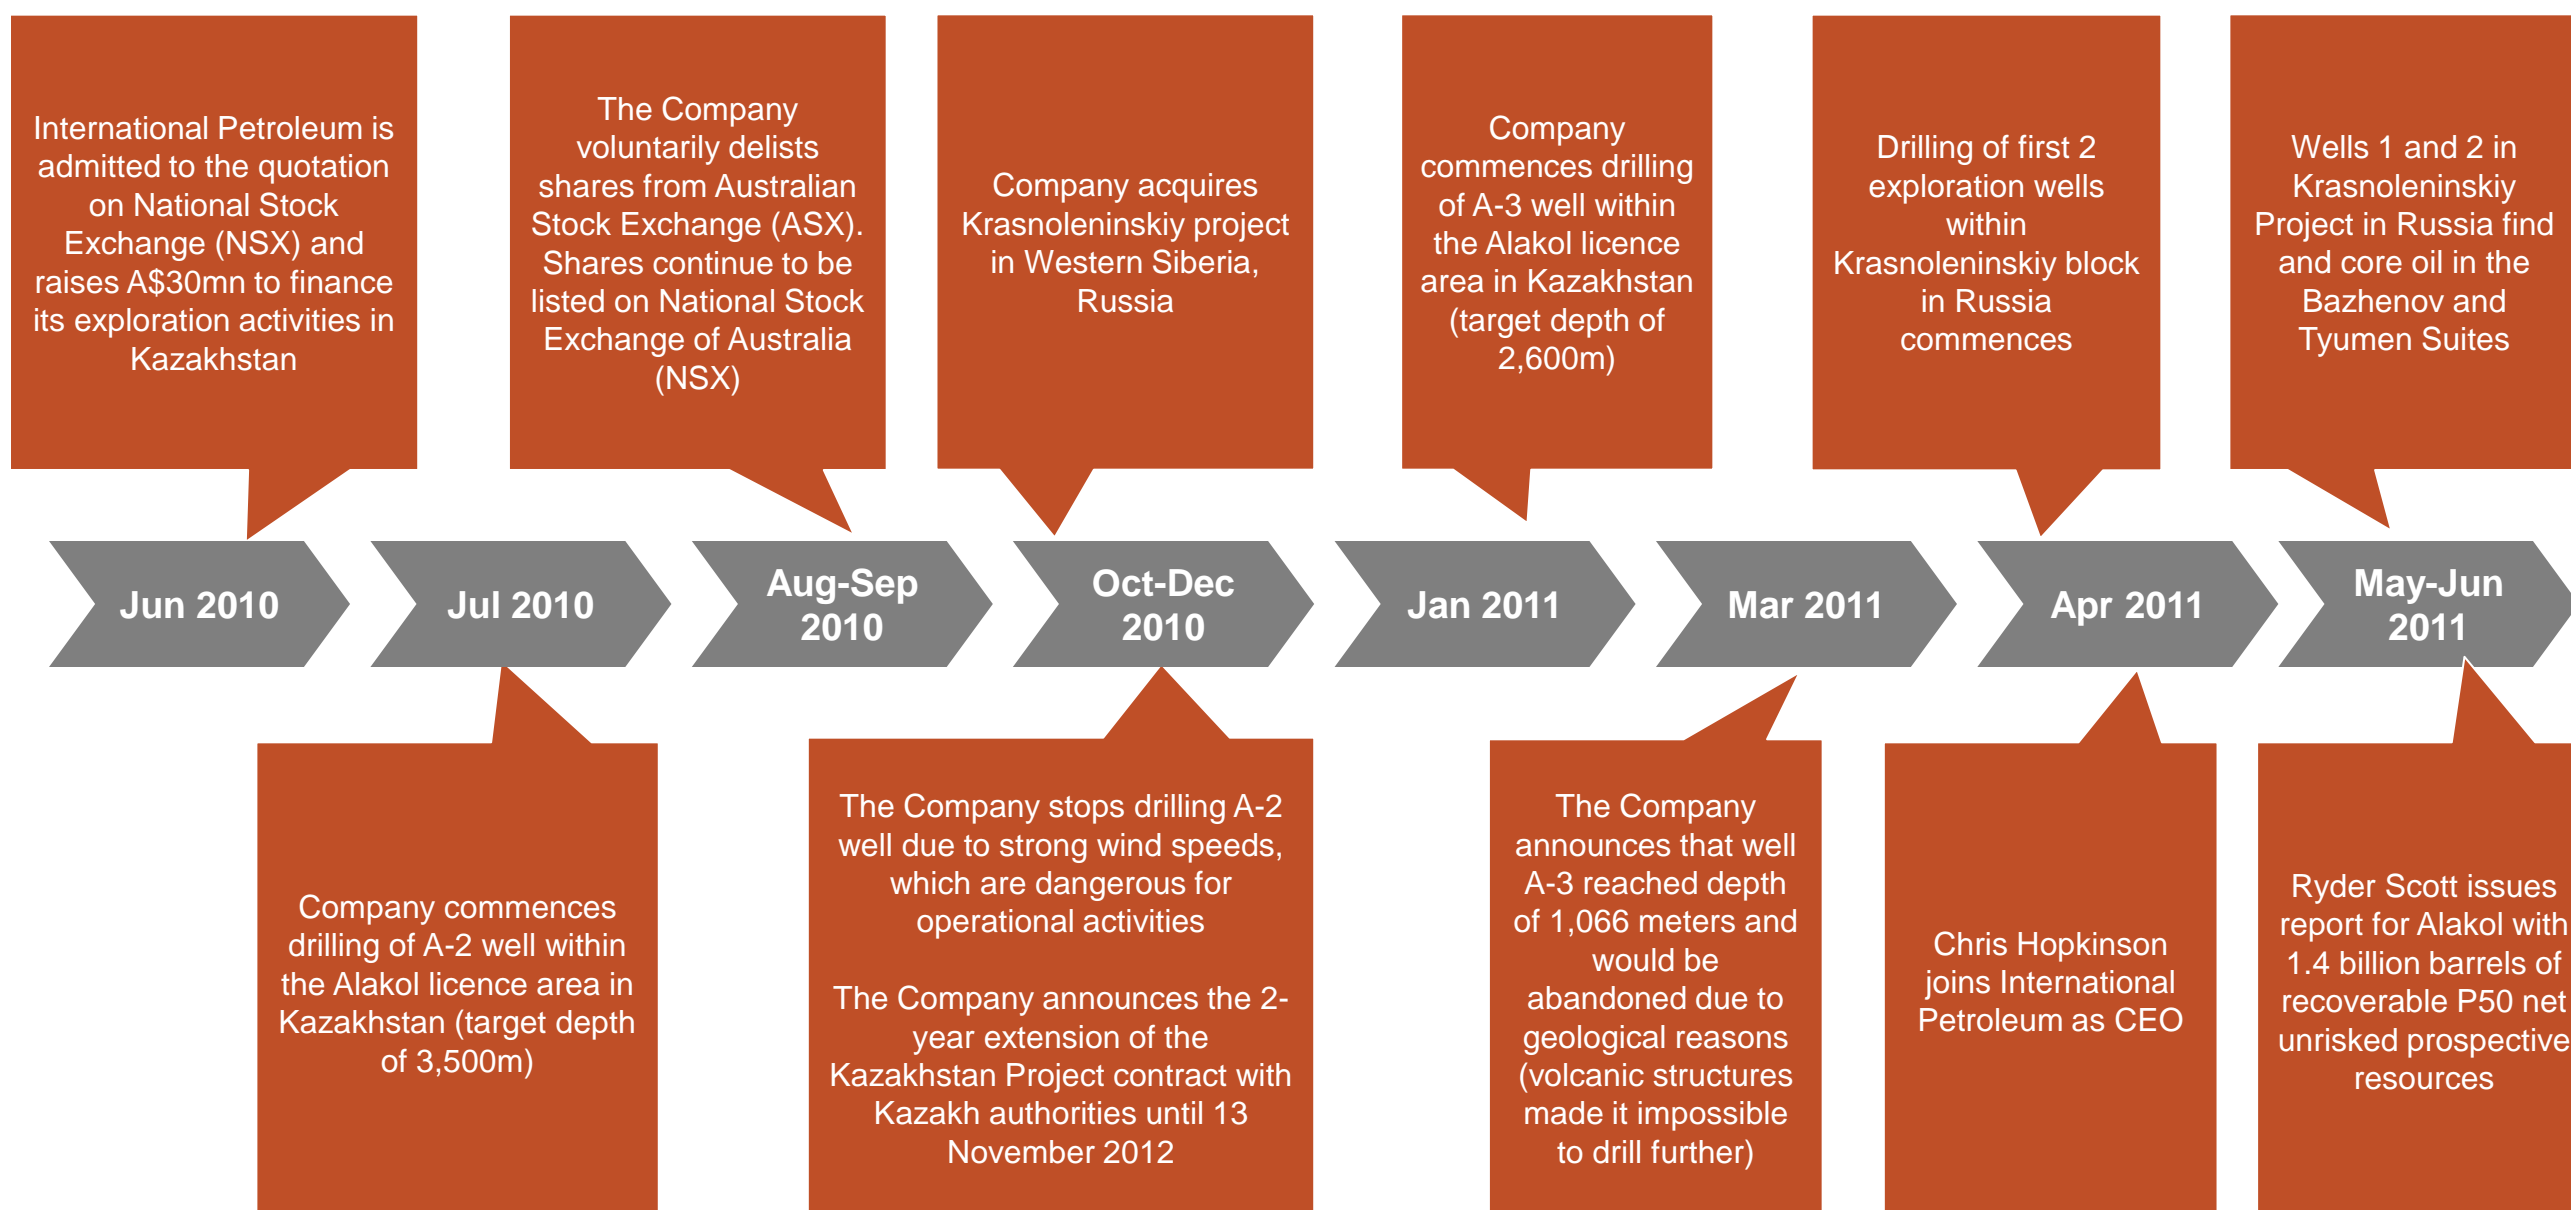 International Petroleum is
admitted to the quotation
on National Stock
Exchange (NSX) and
raises A$30mn to finance
its exploration activities in
Kazakhstan
The Company
voluntarily delists
shares from Australian
Stock Exchange (ASX).
Shares continue to be
listed on National Stock
Exchange of Australia
(NSX)
Company acquires
Krasnoleninskiy project
in Western Siberia,
Russia
Company
commences drilling
of A-3 well within
the Alakol licence
area in Kazakhstan
(target depth of
2,600m)
Drilling of first 2
exploration wells
within
Krasnoleninskiy block
in Russia
commences
Wells 1 and 2 in
Krasnoleninskiy
Project in Russia find
and core oil in the
Bazhenov and
Tyumen Suites
Jun 2010
Jul 2010
Aug-Sep
2010
Oct-Dec
2010
Jan 2011
Mar 2011
Apr 2011
May-Jun
2011
Company commences
drilling of A-2 well within
the Alakol licence area in
Kazakhstan (target depth
of 3,500m)
The Company stops drilling A-2
well due to strong wind speeds,
which are dangerous for
operational activities
The Company announces the 2-
year extension of the
Kazakhstan Project contract with
Kazakh authorities until 13
November 2012
The Company
announces that well
A-3 reached depth
of 1,066 meters and
would be
abandoned due to
geological reasons
(volcanic structures
made it impossible
to drill further)
Chris Hopkinson
joins International
Petroleum as CEO
Ryder Scott issues
report for Alakol with
1.4 billion barrels of
recoverable P50 net
unrisked prospective
resources